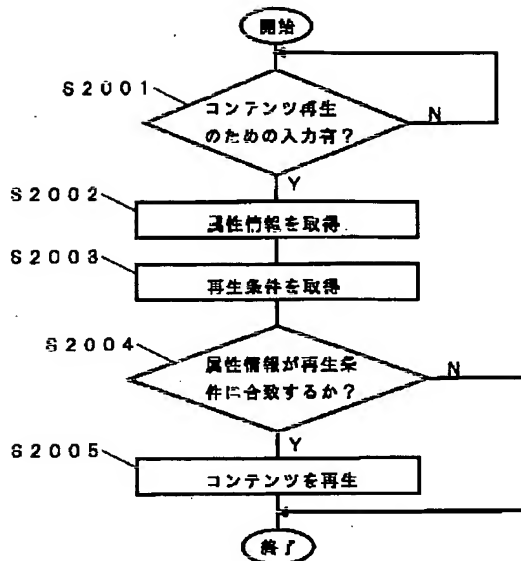 開始
S2001
コンテンツ再生
のための入力有?
N
Y
S2002
属性情報を取得
S2003
再生条件を取得
S2004
属性情報が再生条
件に合致するか?
N
Y
S2005
コンテンツを再生
終了